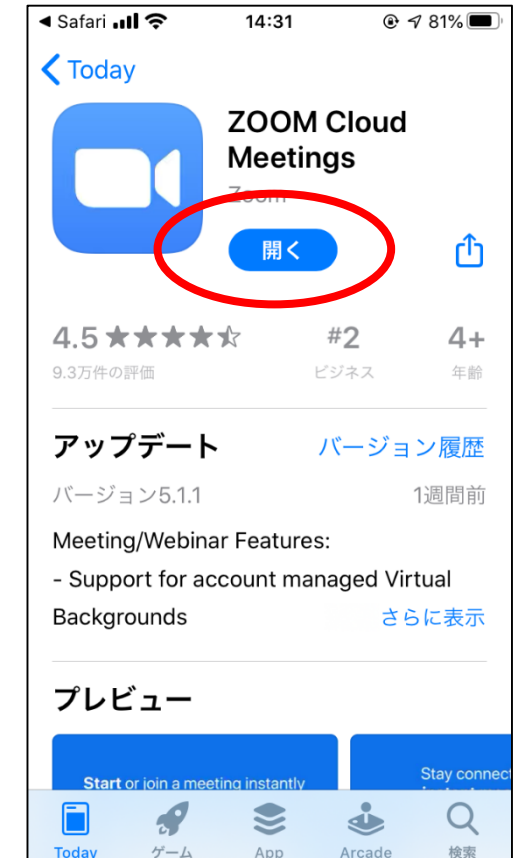 Safari 14:31 81%
Today
ZOOM Cloud
Meetings
Zoom
開く
4.5 #2 4+
9.3万件の評価 ビジネス 年齢
アップデート バージョン履歴
バージョン5.1.1 1週間前
Meeting/Webinar Features:
- Support for account managed Virtual
Backgrounds さらに表示
プレビュー
Start or join a meeting instantly Stay connect
Today ゲーム App Arcade 検索